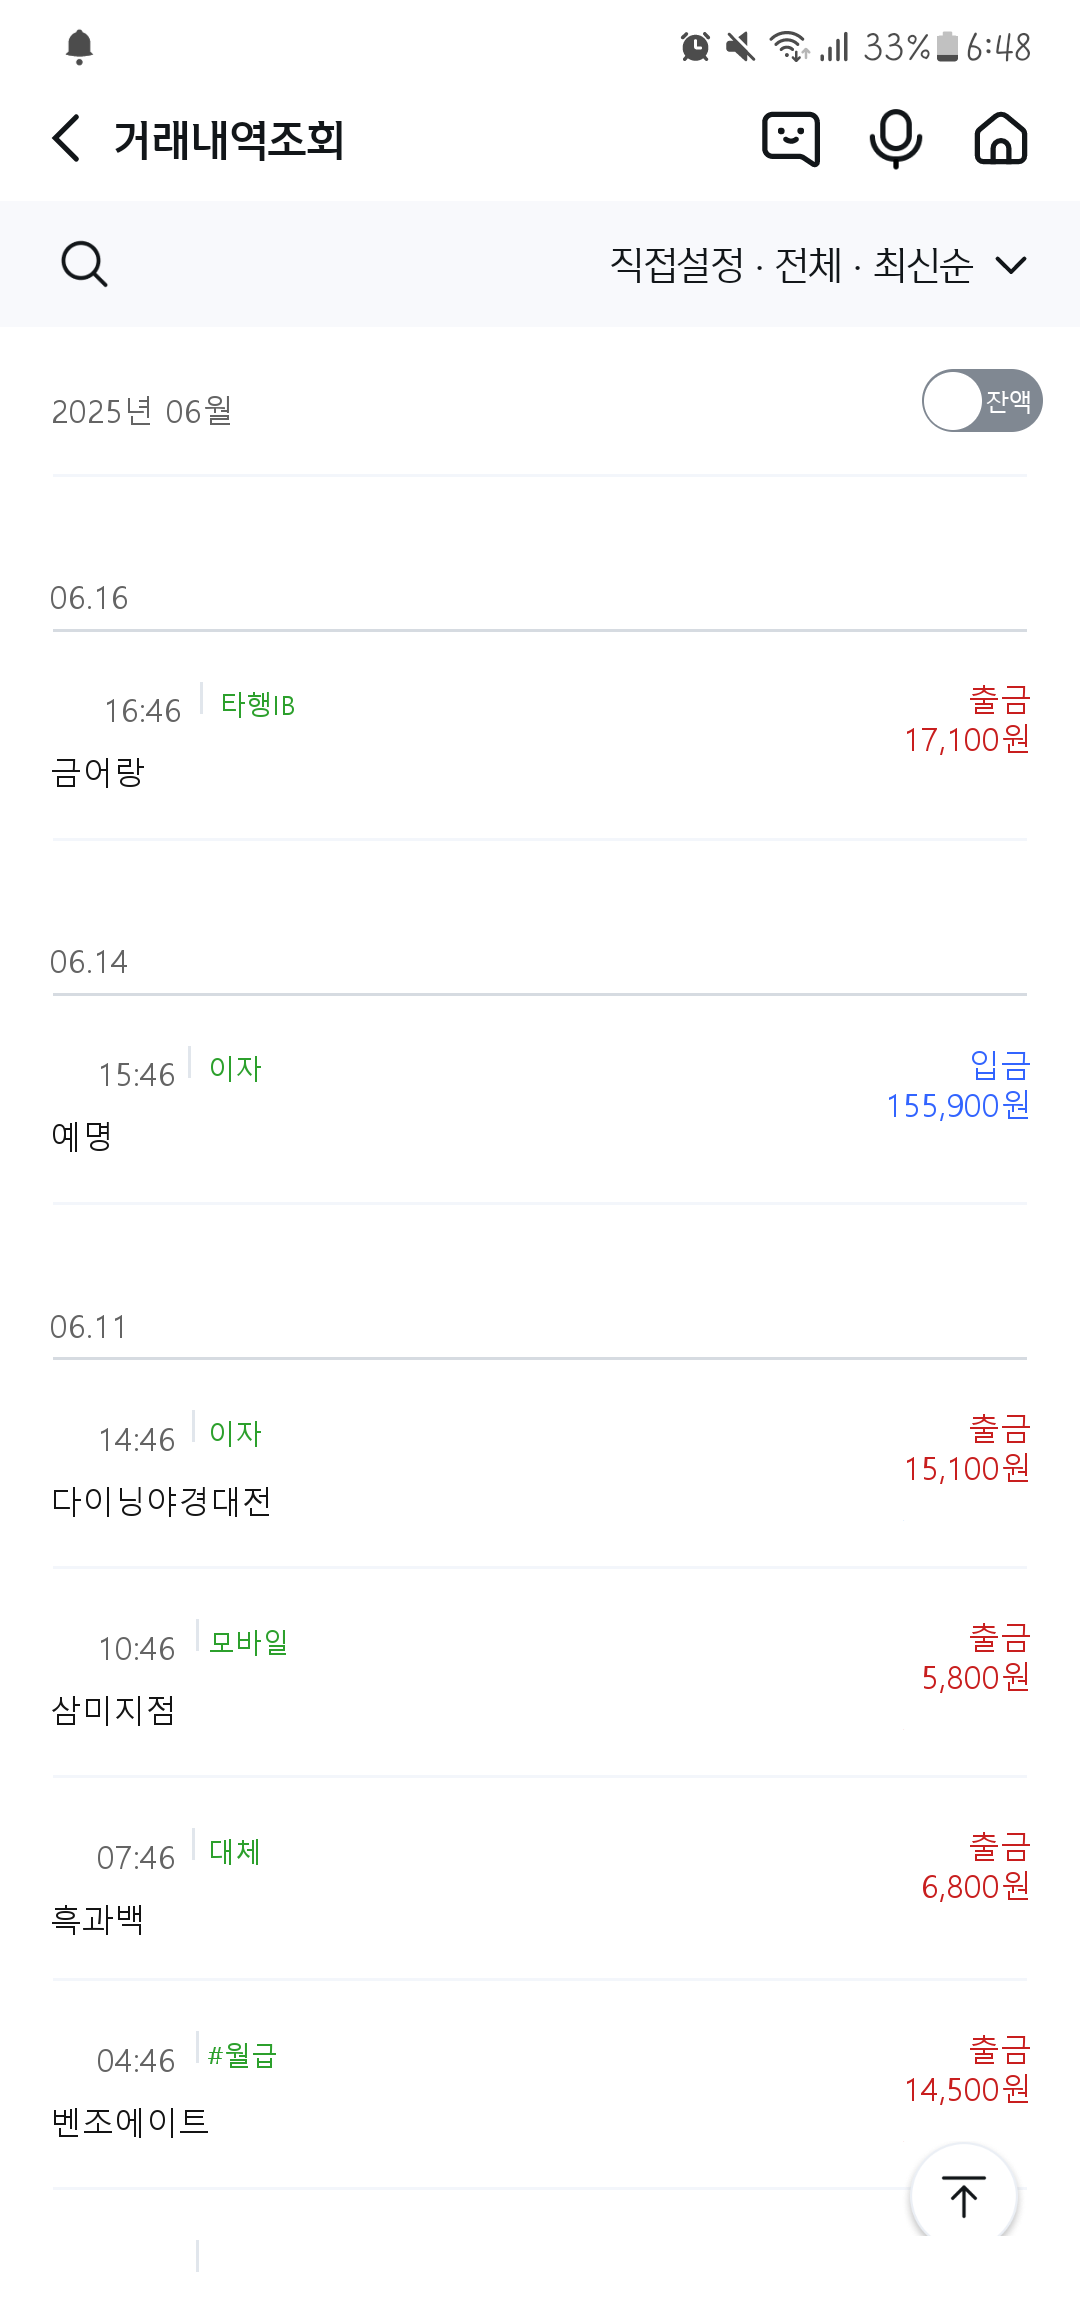 33% 6:48
거래내역조회
직접설정 · 전체 · 최신순
2025년 06월
잔액
06.16
16:46 타행IB
출금
17,100원
금어랑
06.14
15:46 이자
입금
155,900원
예명
06.11
14:46 이자
출금
15,100원
다이닝야경대전
10:46 모바일
출금
5,800원
삼미지점
07:46 대체
출금
6,800원
흑과백
04:46 #월급
출금
14,500원
벤조에이트